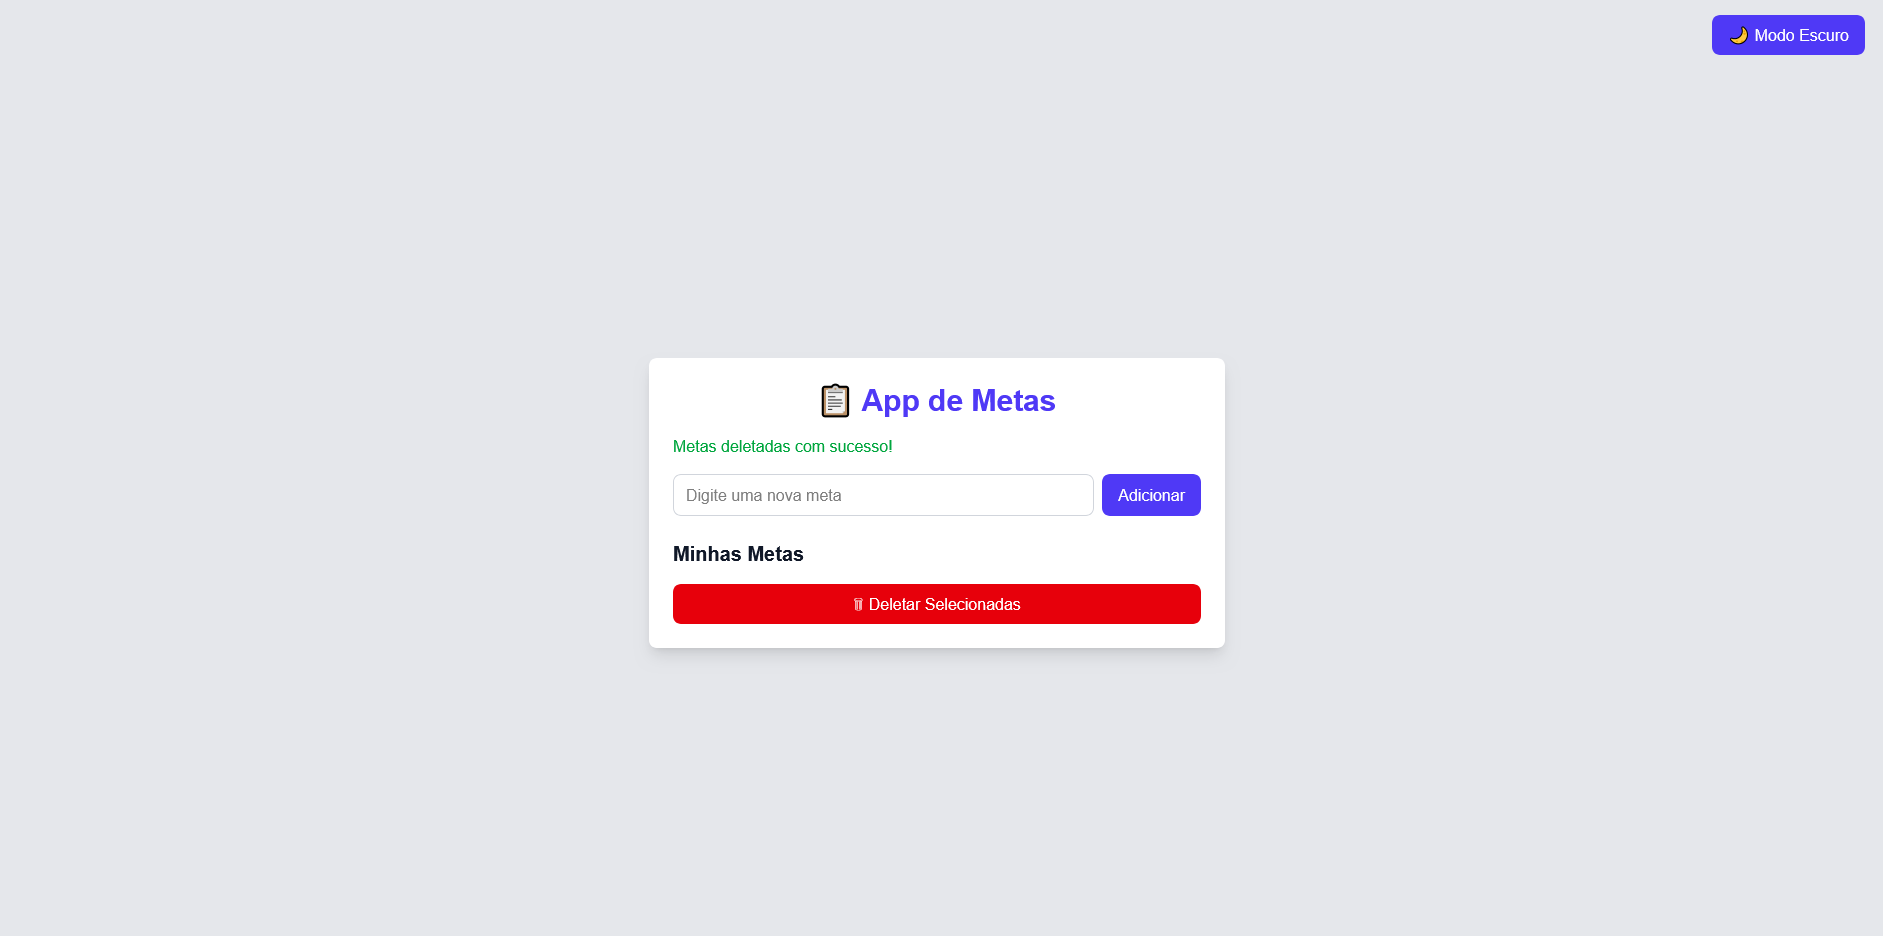 🌙 Modo Escuro
📋 App de Metas
Metas deletadas com sucesso!
Digite uma nova meta
Adicionar
Minhas Metas
🗑 Deletar Selecionadas